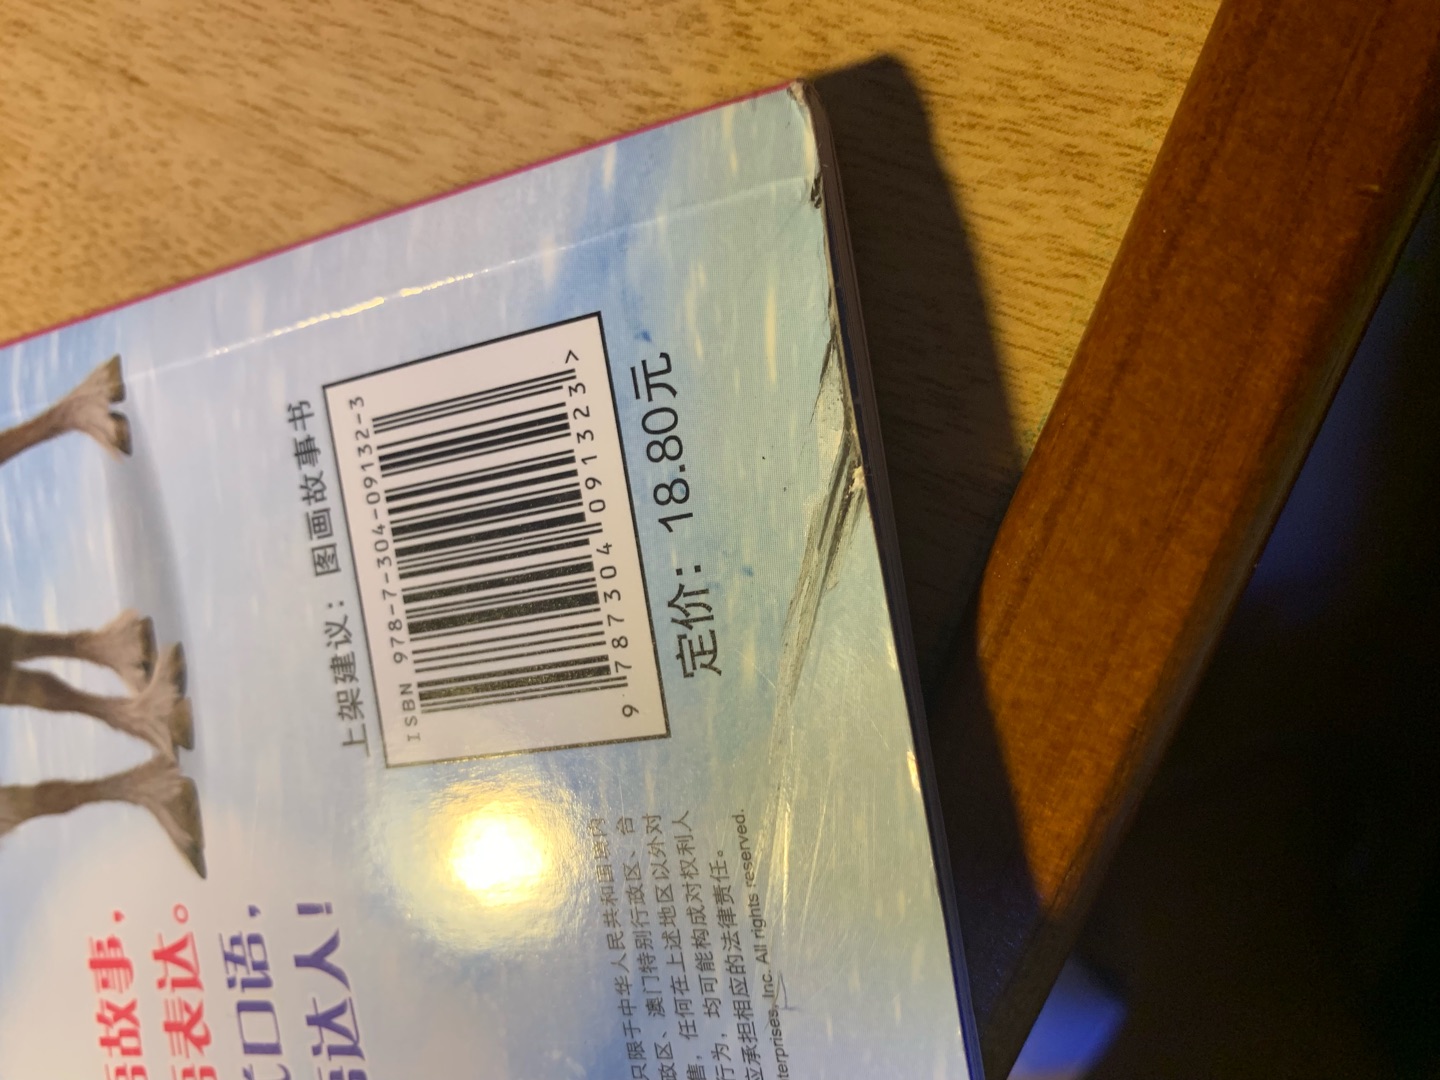 故事,
表达。
口语,
达人!
上架建议: 图画故事书
ISBN 978-7-304-09132-3
9 787304 091323 >
定价: 18.80元
只限于中华人民共和国境内
政区、澳门特别行政区、台
售, 任何在上述地区以外对
行为, 均可能构成对权利人
应承担相应的法律责任。
terprises, Inc. All rights reserved.